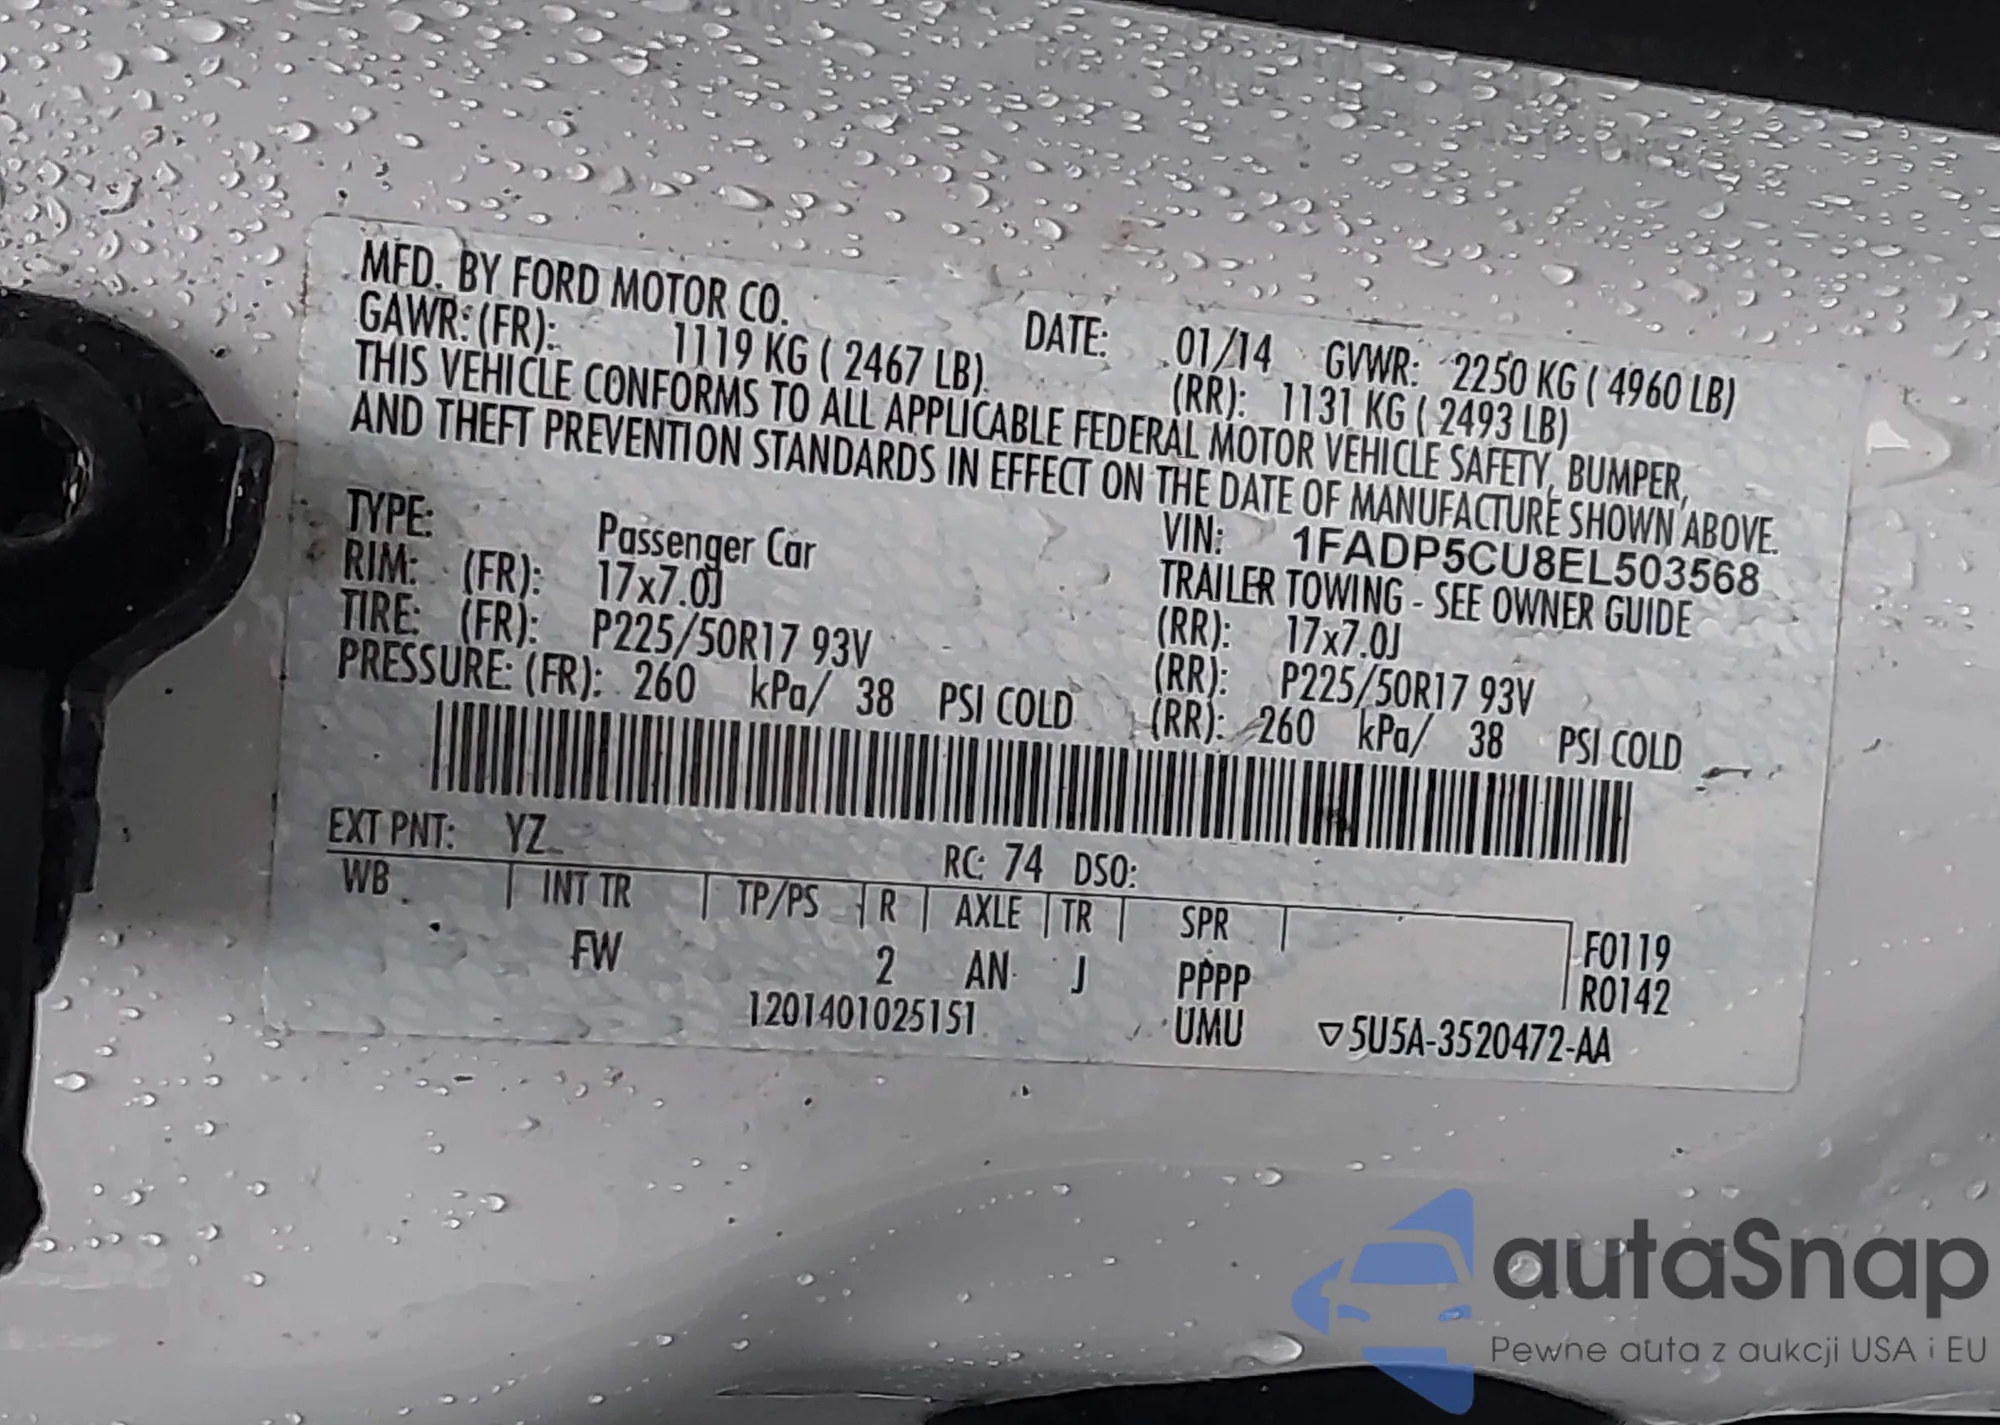 MFD. BY FORD MOTOR CO.
DATE: 01/14 GVWR: 2250 KG ( 4960 LB)
GAWR: (FR): 1119 KG ( 2467 LB) (RR): 1131 KG ( 2493 LB)
THIS VEHICLE CONFORMS TO ALL APPLICABLE FEDERAL MOTOR VEHICLE SAFETY, BUMPER,
AND THEFT PREVENTION STANDARDS IN EFFECT ON THE DATE OF MANUFACTURE SHOWN ABOVE.
VIN: 1FADP5CU8EL503568
TYPE: Passenger Car TRAILER TOWING - SEE OWNER GUIDE
RIM: (FR): 17x7.0J (RR): 17x7.0J
TIRE: (FR): P225/50R17 93V (RR): P225/50R17 93V
PRESSURE: (FR): 260 kPa/ 38 PSI COLD (RR): 260 kPa/ 38 PSI COLD
EXT PNT: YZ RC: 74 DSO:
WB INT TR TP/PS R AXLE TR SPR F0119
FW 2 AN J PPPP R0142
1201401025151 UMU ▽5U5A-3520472-AA
autaSnap
Pewne auta z aukcji USA i EU